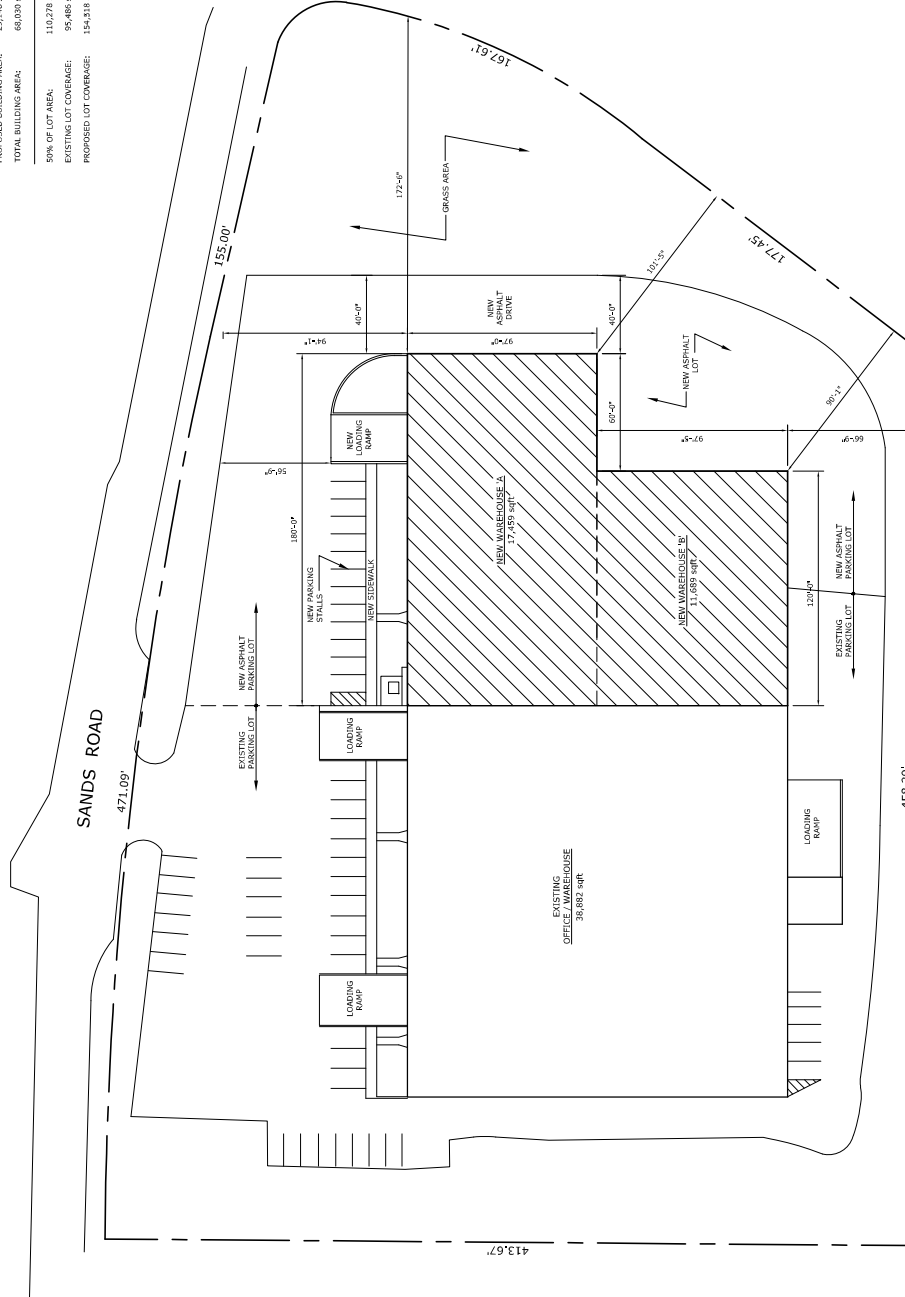 TOTAL BUILDING AREA:
68,030
50% OF LOT AREA:
110,278
EXISTING LOT COVERAGE:
95,486
PROPOSED LOT COVERAGE:
154,318
SANDS ROAD
471.09'
155.00'
167.61'
177.45'
413.67'
172'-6"
GRASS AREA
101'-5"
90'-1"
94'-1"
40'-0"
97'-0"
NEW
ASPHALT
DRIVE
40'-0"
60'-0"
97'-5"
66'-9"
NEW ASPHALT
LOT
180'-0"
56'-9"
NEW
LOADING
RAMP
NEW PARKING
STALLS
NEW SIDEWALK
NEW WAREHOUSE 'A
17,459 sqft
NEW WAREHOUSE 'B'
11,689 sqft
NEW ASPHALT
PARKING LOT
EXISTING
PARKING LOT
120'-0"
NEW ASPHALT
PARKING LOT
EXISTING
PARKING LOT
LOADING
RAMP
LOADING
RAMP
LOADING
RAMP
EXISTING
OFFICE / WAREHOUSE
38,882 sqft